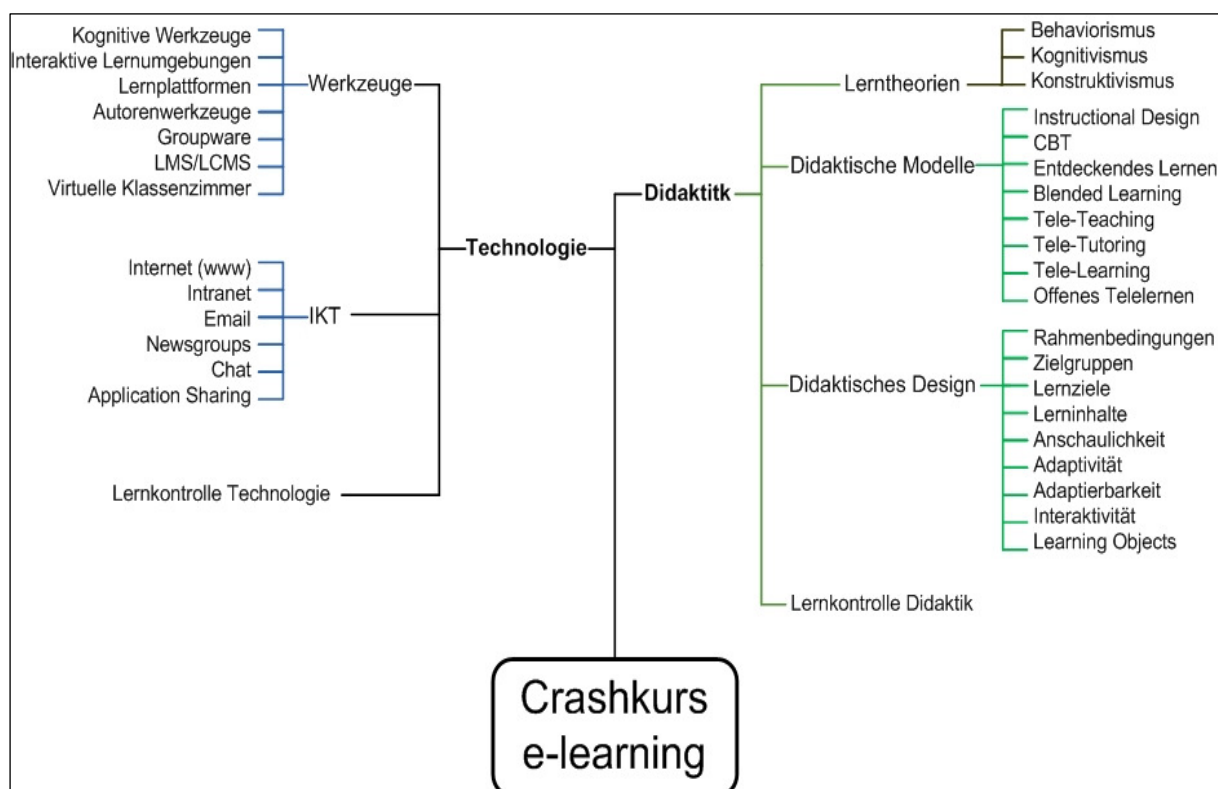 Kognitive Werkzeuge
Interaktive Lernumgebungen
Lernplattformen
Autorenwerkzeuge
Groupware
LMS/LCMS
Virtuelle Klassenzimmer
Werkzeuge
Internet (www)
Intranet
Email
Newsgroups
Chat
Application Sharing
IKT
Lernkontrolle Technologie
Technologie
Didaktitk
Lerntheorien
Behaviorismus
Kognitivismus
Konstruktivismus
Didaktische Modelle
Instructional Design
CBT
Entdeckendes Lernen
Blended Learning
Tele-Teaching
Tele-Tutoring
Tele-Learning
Offenes Telelernen
Didaktisches Design
Rahmenbedingungen
Zielgruppen
Lernziele
Lerninhalte
Anschaulichkeit
Adaptivität
Adaptierbarkeit
Interaktivität
Learning Objects
Lernkontrolle Didaktik
Crashkurs
e-learning